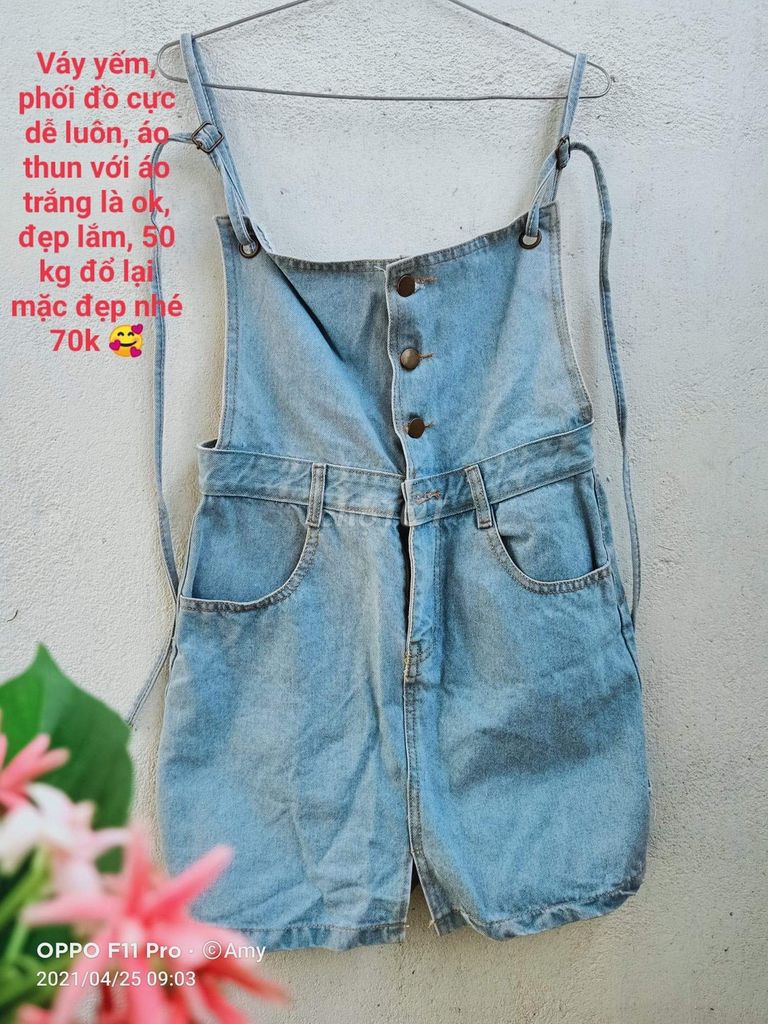 Váy yếm,
phối đồ cực
dễ luôn, áo
thun với áo
trắng là ok,
đẹp lắm, 50
kg đổ lại
mặc đẹp nhé
70k 🥰
OPPO F11 Pro · ©Amy
2021/04/25 09:03